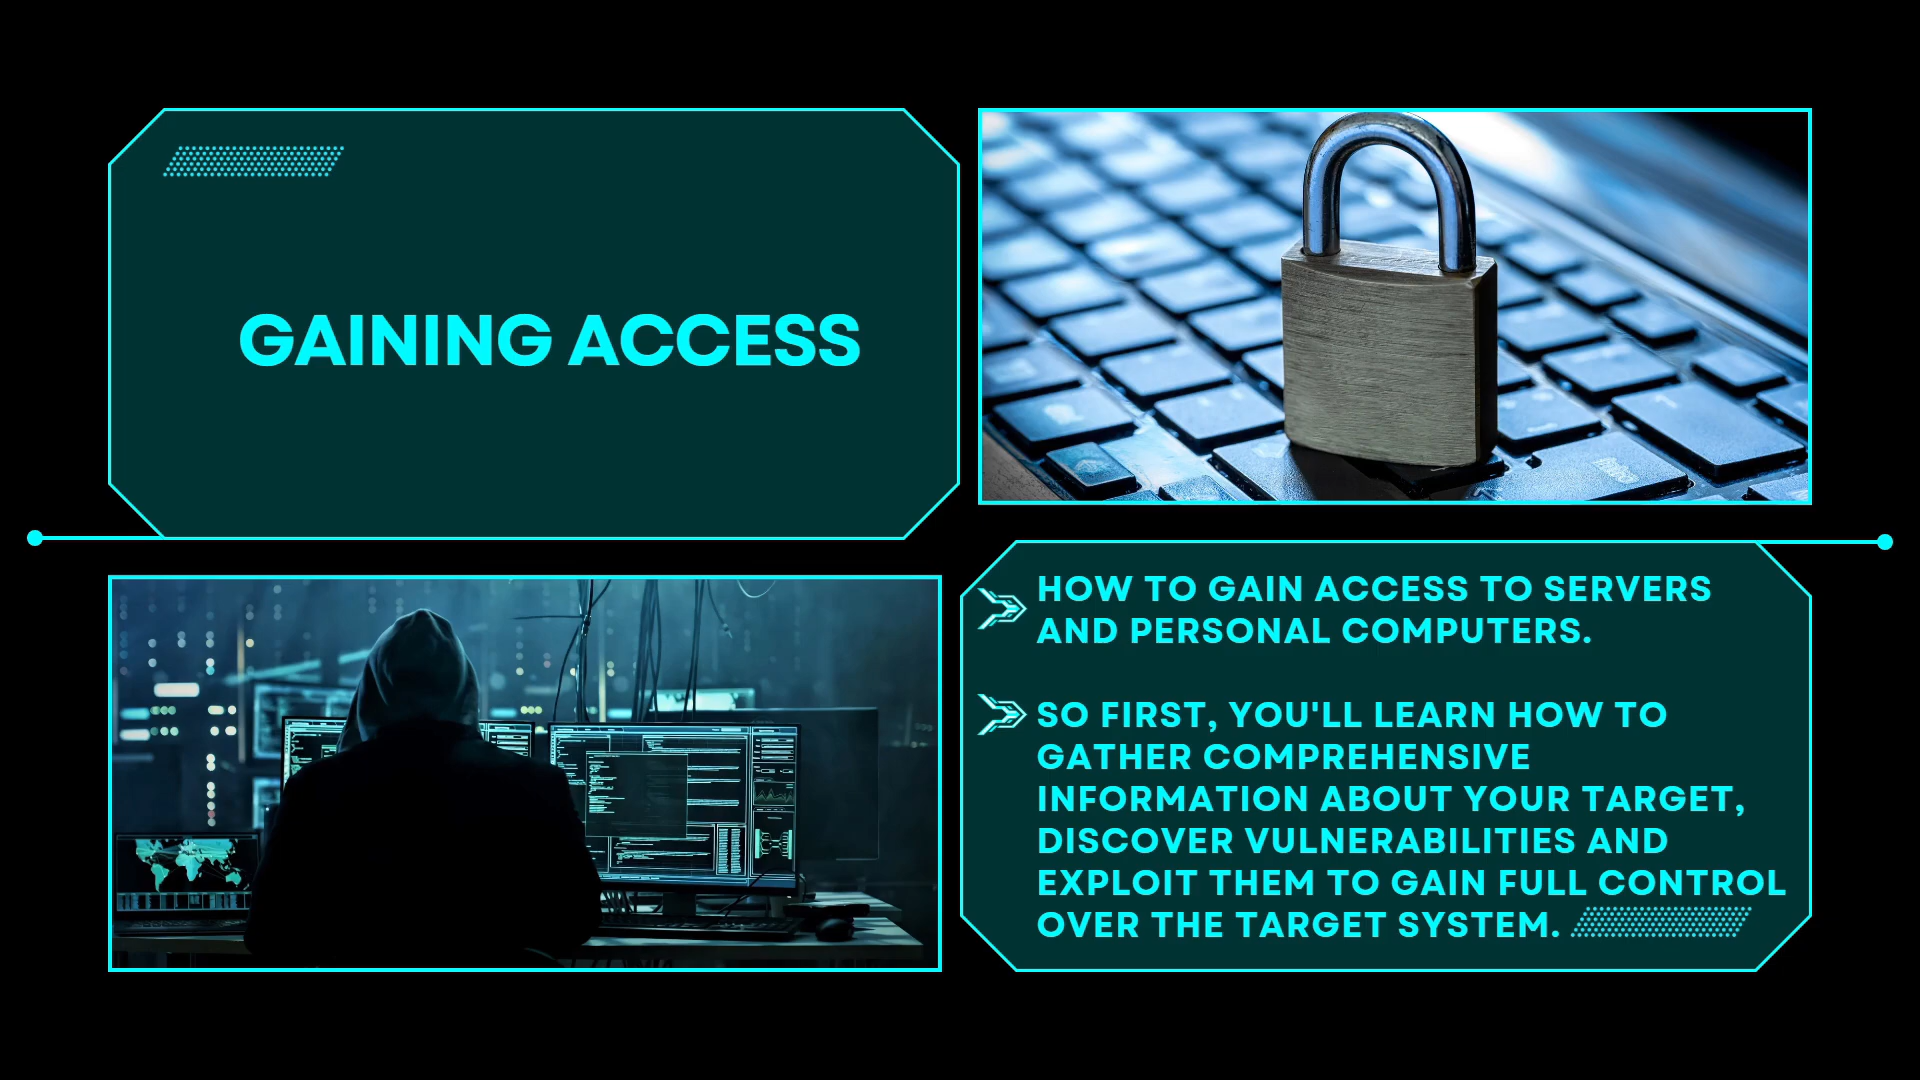 GAINING ACCESS
HOW TO GAIN ACCESS TO SERVERS
AND PERSONAL COMPUTERS.
SO FIRST, YOU'LL LEARN HOW TO
GATHER COMPREHENSIVE
INFORMATION ABOUT YOUR TARGET,
DISCOVER VULNERABILITIES AND
EXPLOIT THEM TO GAIN FULL CONTROL
OVER THE TARGET SYSTEM.